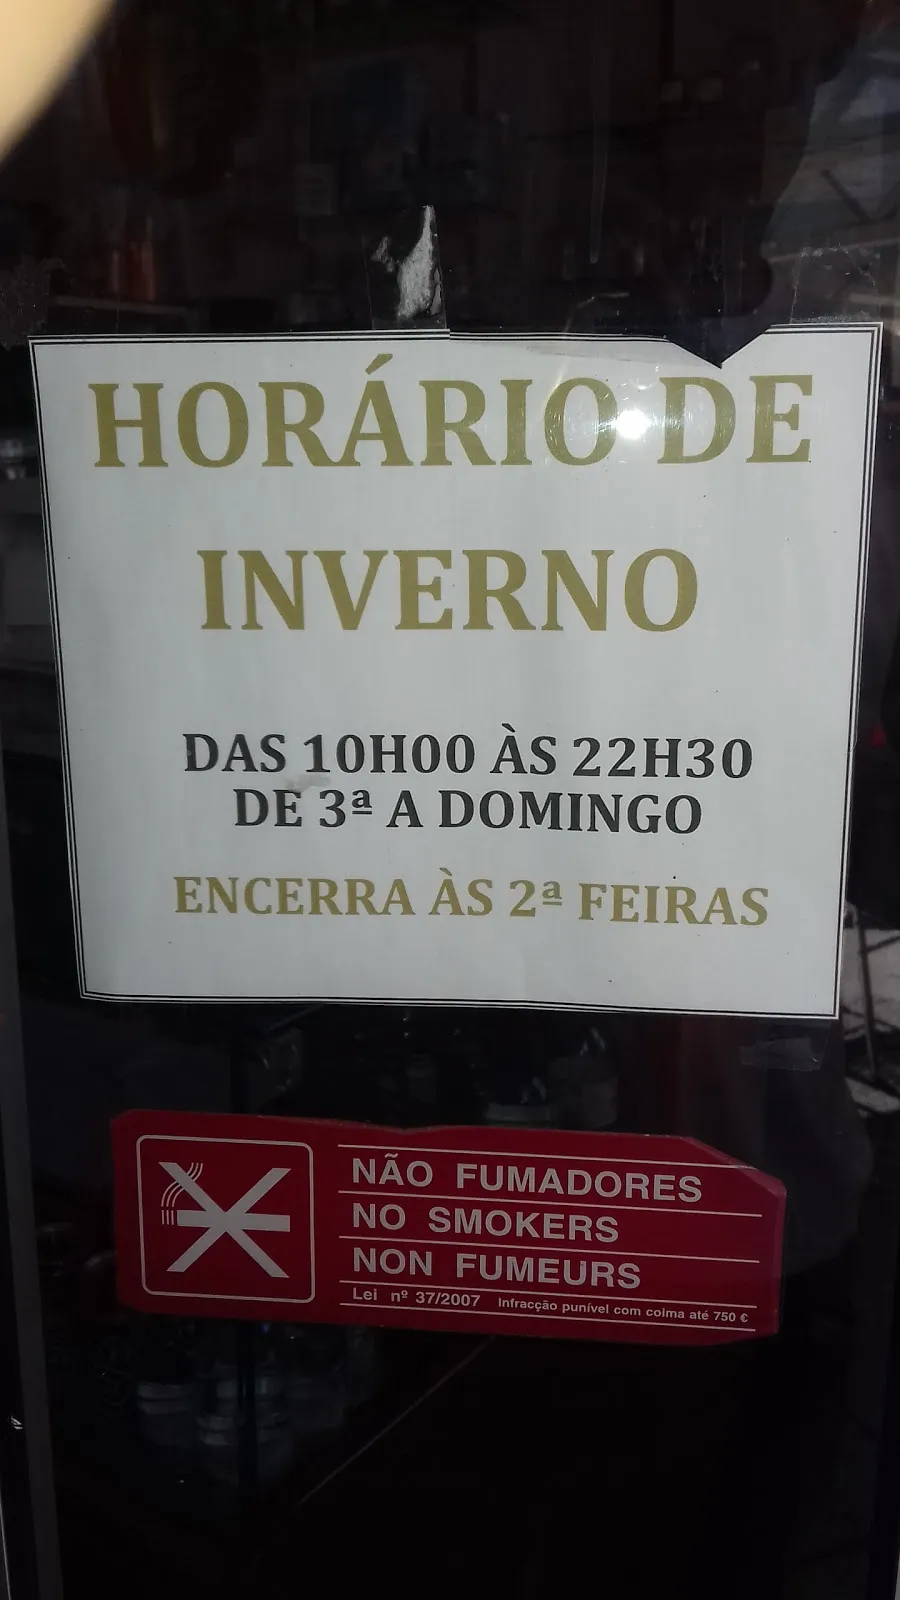 HORÁRIO DE
INVERNO
DAS 10H00 ÀS 22H30
DE 3ª A DOMINGO
ENCERRA ÀS 2ª FEIRAS
NÃO FUMADORES
NO SMOKERS
NON FUMEURS
Lei nº 37/2007 Infracção punível com coima até 750 €